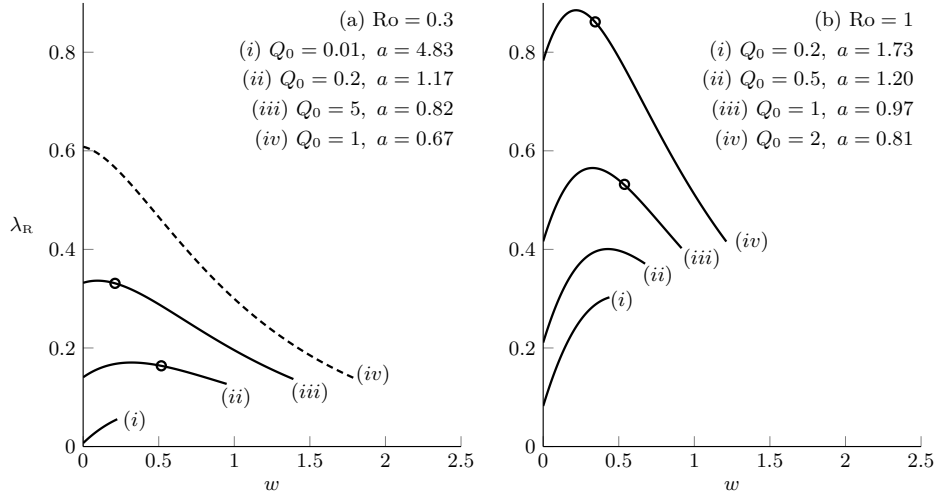 (a) Ro = 0.3
(i) Q₀ = 0.01, a = 4.83
(ii) Q₀ = 0.2, a = 1.17
(iii) Q₀ = 5, a = 0.82
(iv) Q₀ = 1, a = 0.67
λ_R
0.8
0.6
0.4
0.2
0
0 0.5 1 1.5 2 2.5
w
(iv)
(iii)
(ii)
(i)
(b) Ro = 1
(i) Q₀ = 0.2, a = 1.73
(ii) Q₀ = 0.5, a = 1.20
(iii) Q₀ = 1, a = 0.97
(iv) Q₀ = 2, a = 0.81
0.8
0.6
0.4
0.2
0
0 0.5 1 1.5 2 2.5
w
(iv)
(iii)
(ii)
(i)